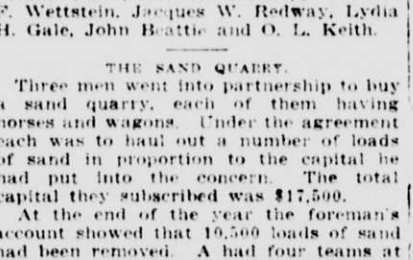 F. Wettstein, Jacques W. Redway, Lydia
H. Gale, John Beattie and O. L. Keith.
THE SAND QUARRY.
Three men went into partnership to buy
a sand quarry, each of them having
horses and wagons. Under the agreement
each was to haul out a number of loads
of sand in proportion to the capital he
had put into the concern. The total
capital they subscribed was $17,500.
At the end of the year the foreman's
account showed that 10,500 loads of sand
had been removed. A had four teams at